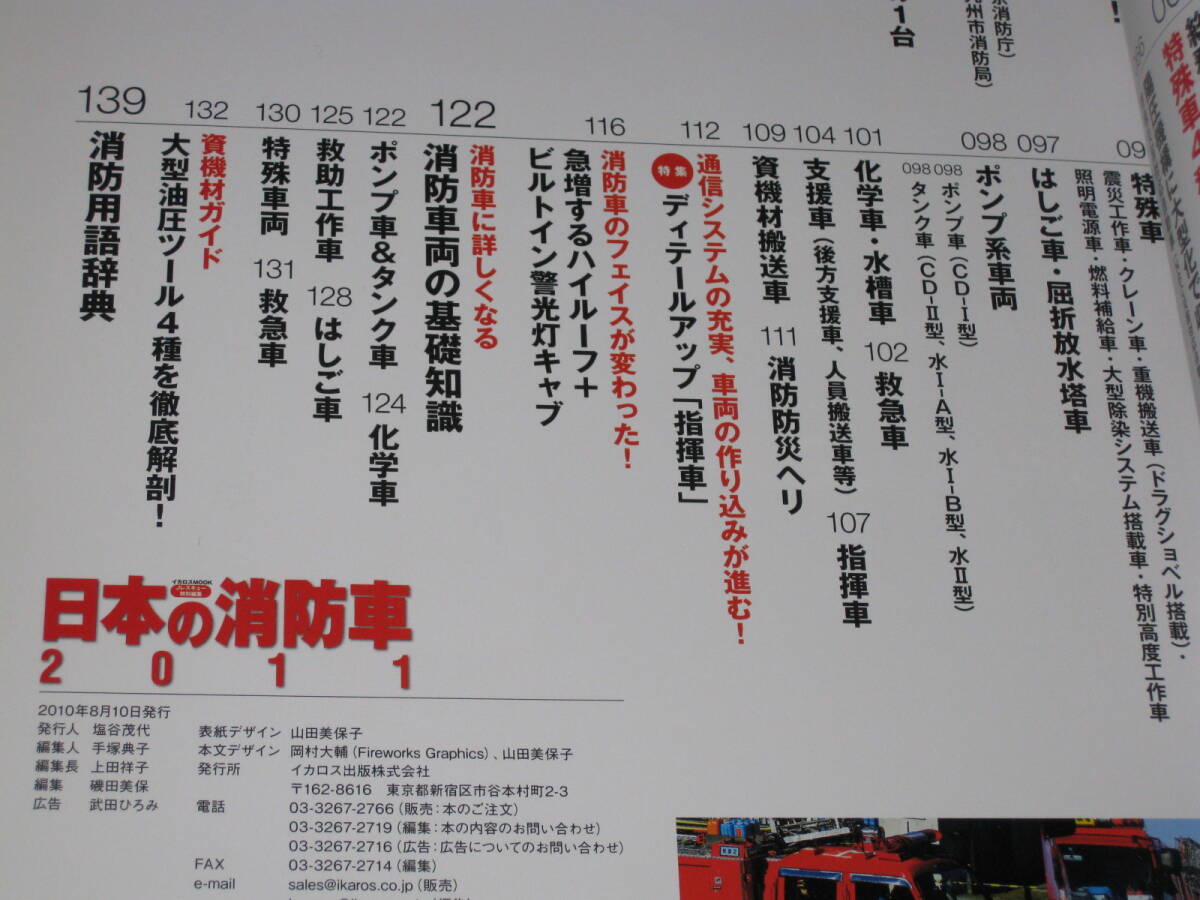 の1台
京消防庁）
九州市消防局）
！
特殊車
09
特殊車
震災工作車・クレーン車・重機搬送車（ドラグショベル搭載）・
照明電源車・燃料補給車・大型除染システム搭載車・特別高度工作車
097
はしご車・屈折放水塔車
098
ポンプ系車両
098 ポンプ車（CD-Ⅰ型）
098 タンク車（CD-Ⅱ型、水Ⅰ-A型、水Ⅰ-B型、水Ⅱ型）
101
化学車・水槽車 102 救急車
104
支援車（後方支援車、人員搬送車等） 107 指揮車
109
資機材搬送車 111 消防防災ヘリ
112
通信システムの充実、車両の作り込みが進む！
特集 ディテールアップ「指揮車」
116
消防車のフェイスが変わった！
急増するハイルーフ＋
ビルトイン警光灯キャブ
122
消防車に詳しくなる
消防車両の基礎知識
122
ポンプ車＆タンク車 124 化学車
125
救助工作車 128 はしご車
130
特殊車両 131 救急車
132
資機材ガイド
大型油圧ツール4種を徹底解剖！
139
消防用語辞典
イカロスMOOK
Jレスキュー
特別編集
日本の消防車
2011
2010年8月10日発行
発行人 塩谷茂代
編集人 手塚典子
編集長 上田祥子
編集 磯田美保
広告 武田ひろみ
表紙デザイン 山田美保子
本文デザイン 岡村大輔（Fireworks Graphics）、山田美保子
発行所 イカロス出版株式会社
〒162-8616 東京都新宿区市谷本村町2-3
電話 03-3267-2766（販売：本のご注文）
03-3267-2719（編集：本の内容のお問い合わせ）
03-3267-2716（広告：広告についてのお問い合わせ）
FAX 03-3267-2714（編集）
e-mail sales@ikaros.co.jp（販売）